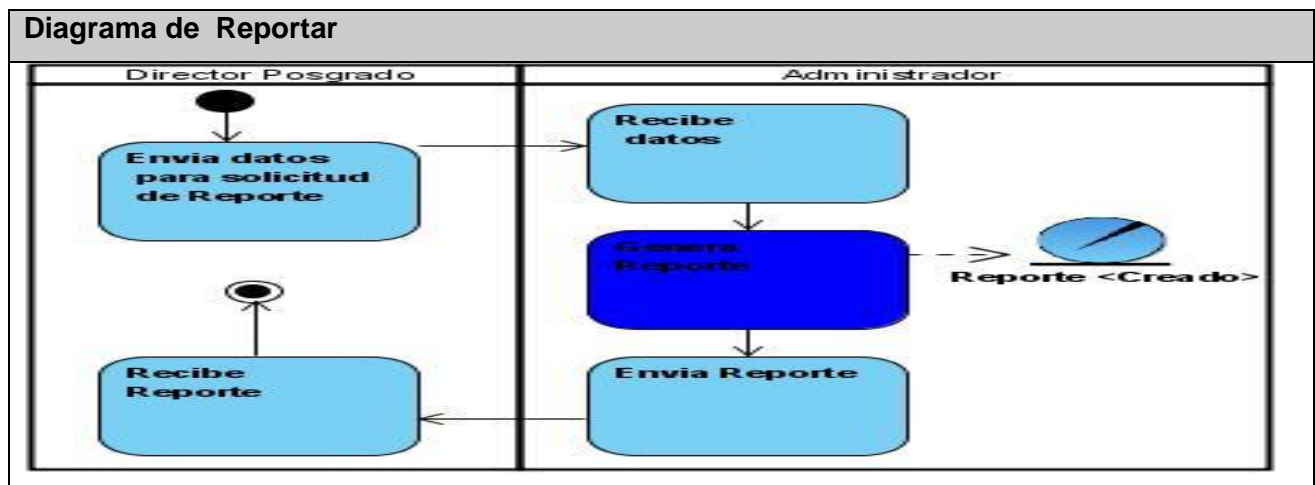 Diagrama de Reportar
Director Posgrado
Administrador
Envia datos
para solicitud
de Reporte
Recibe
datos
Genera
Reporte
Reporte <Creado>
Envia Reporte
Recibe
Reporte